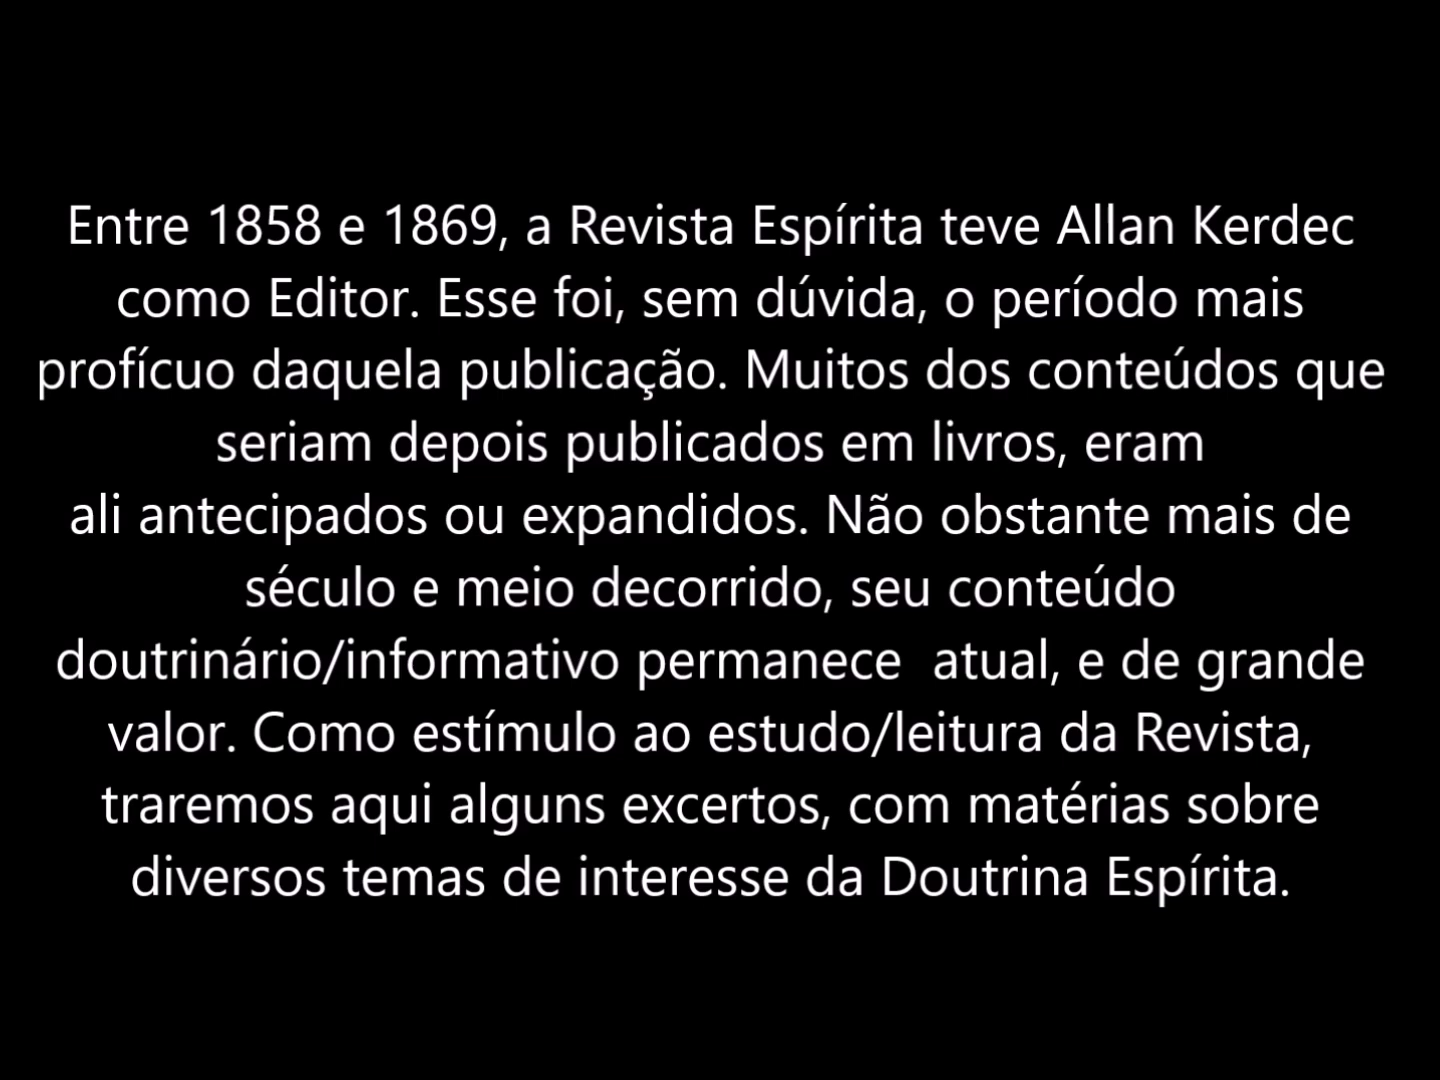 Entre 1858 e 1869, a Revista Espírita teve Allan Kerdec
como Editor. Esse foi, sem dúvida, o período mais
profícuo daquela publicação. Muitos dos conteúdos que
seriam depois publicados em livros, eram
ali antecipados ou expandidos. Não obstante mais de
século e meio decorrido, seu conteúdo
doutrinário/informativo permanece  atual, e de grande
valor. Como estímulo ao estudo/leitura da Revista,
traremos aqui alguns excertos, com matérias sobre
diversos temas de interesse da Doutrina Espírita.